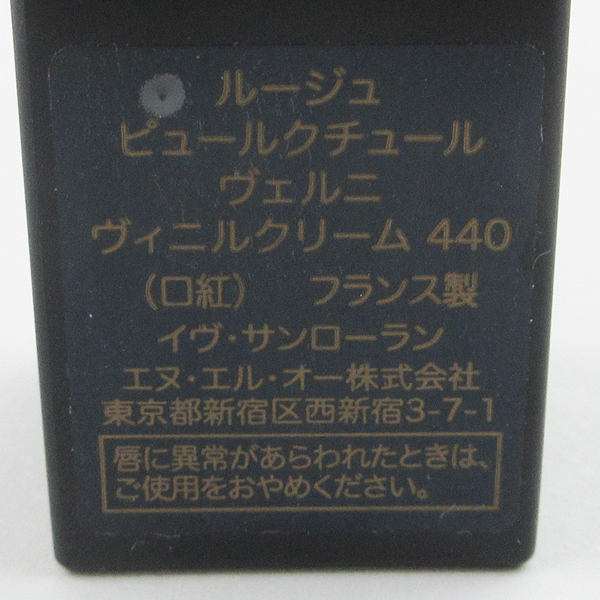 ルージュ
ピュールクチュール
ヴェルニ
ヴィニルクリーム 440
（口紅）　フランス製
イヴ・サンローラン
エヌ・エル・オー株式会社
東京都新宿区西新宿3-7-1
唇に異常があらわれたときは、
ご使用をおやめください。